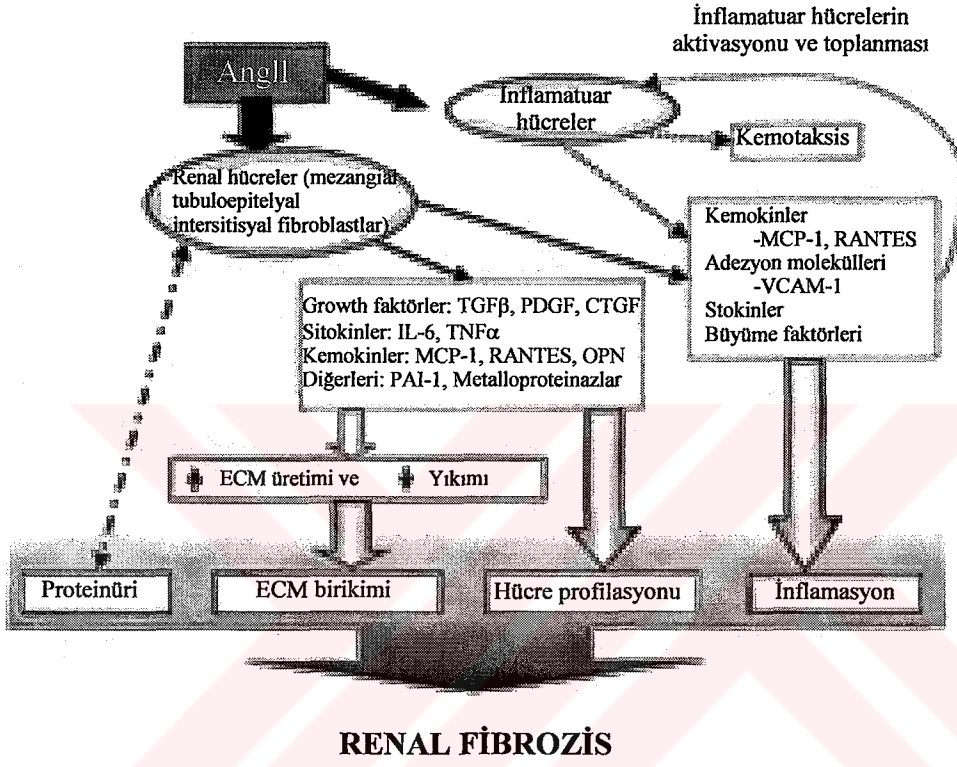 İnflamatuar hücrelerin
aktivasyonu ve toplanması
AngII
İnflamatuar
hücreler
Kemotaksis
Renal hücreler (mezangial
tubuloepitelyal
intersitisyal fibroblastlar)
Kemokinler
-MCP-1, RANTES
Adezyon molekülleri
-VCAM-1
Stokinler
Büyüme faktörleri
Growth faktörler: TGFβ, PDGF, CTGF
Sitokinler: IL-6, TNFα
Kemokinler: MCP-1, RANTES, OPN
Diğerleri: PAI-1, Metalloproteinazlar
ECM üretimi ve Yıkımı
Proteinüri
ECM birikimi
Hücre profilasyonu
İnflamasyon
RENAL FİBROZİS